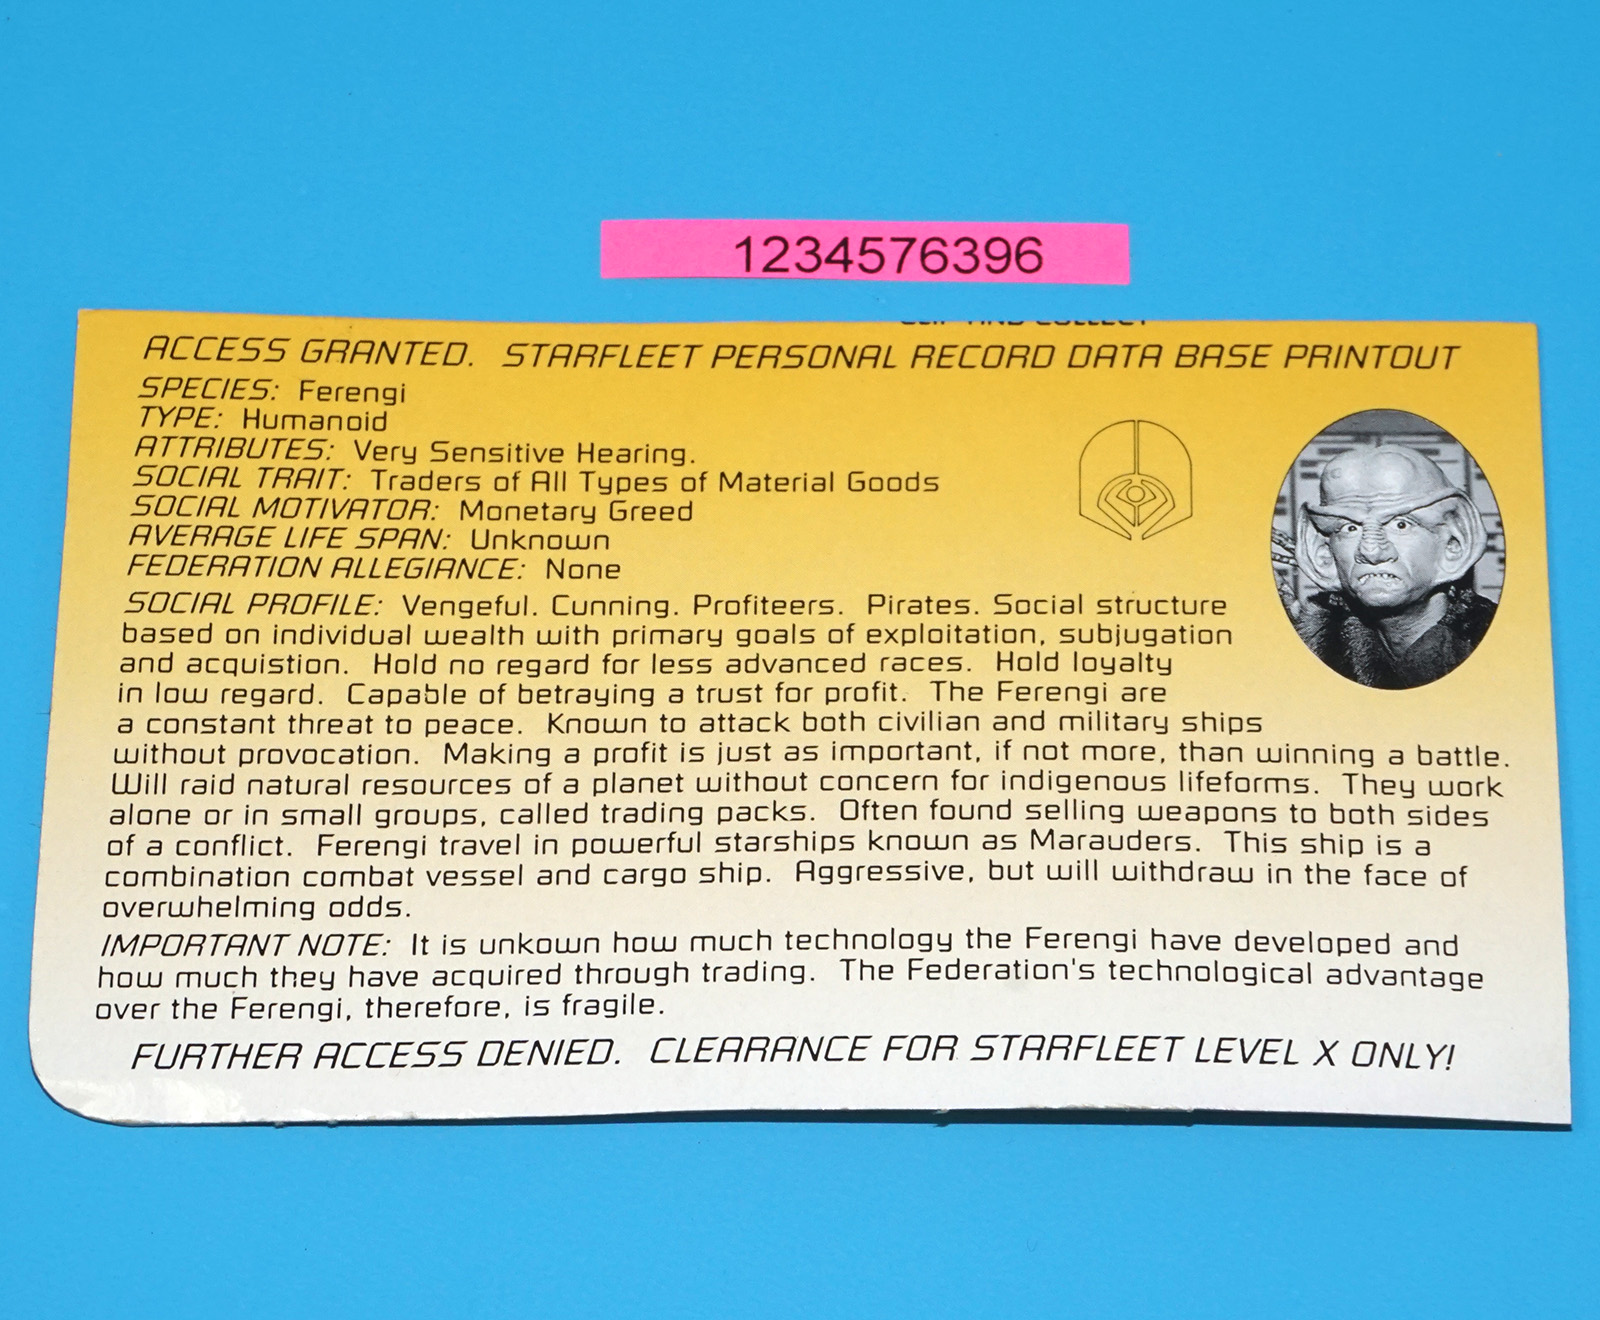 1234576396
CLIP AND COLLECT
ACCESS GRANTED. STARFLEET PERSONAL RECORD DATA BASE PRINTOUT
SPECIES: Ferengi
TYPE: Humanoid
ATTRIBUTES: Very Sensitive Hearing.
SOCIAL TRAIT: Traders of All Types of Material Goods
SOCIAL MOTIVATOR: Monetary Greed
AVERAGE LIFE SPAN: Unknown
FEDERATION ALLEGIANCE: None
SOCIAL PROFILE: Vengeful. Cunning. Profiteers. Pirates. Social structure
based on individual wealth with primary goals of exploitation, subjugation
and acquistion. Hold no regard for less advanced races. Hold loyalty
in low regard. Capable of betraying a trust for profit. The Ferengi are
a constant threat to peace. Known to attack both civilian and military ships
without provocation. Making a profit is just as important, if not more, than winning a battle.
Will raid natural resources of a planet without concern for indigenous lifeforms. They work
alone or in small groups, called trading packs. Often found selling weapons to both sides
of a conflict. Ferengi travel in powerful starships known as Marauders. This ship is a
combination combat vessel and cargo ship. Aggressive, but will withdraw in the face of
overwhelming odds.
IMPORTANT NOTE: It is unkown how much technology the Ferengi have developed and
how much they have acquired through trading. The Federation's technological advantage
over the Ferengi, therefore, is fragile.
FURTHER ACCESS DENIED. CLEARANCE FOR STARFLEET LEVEL X ONLY!